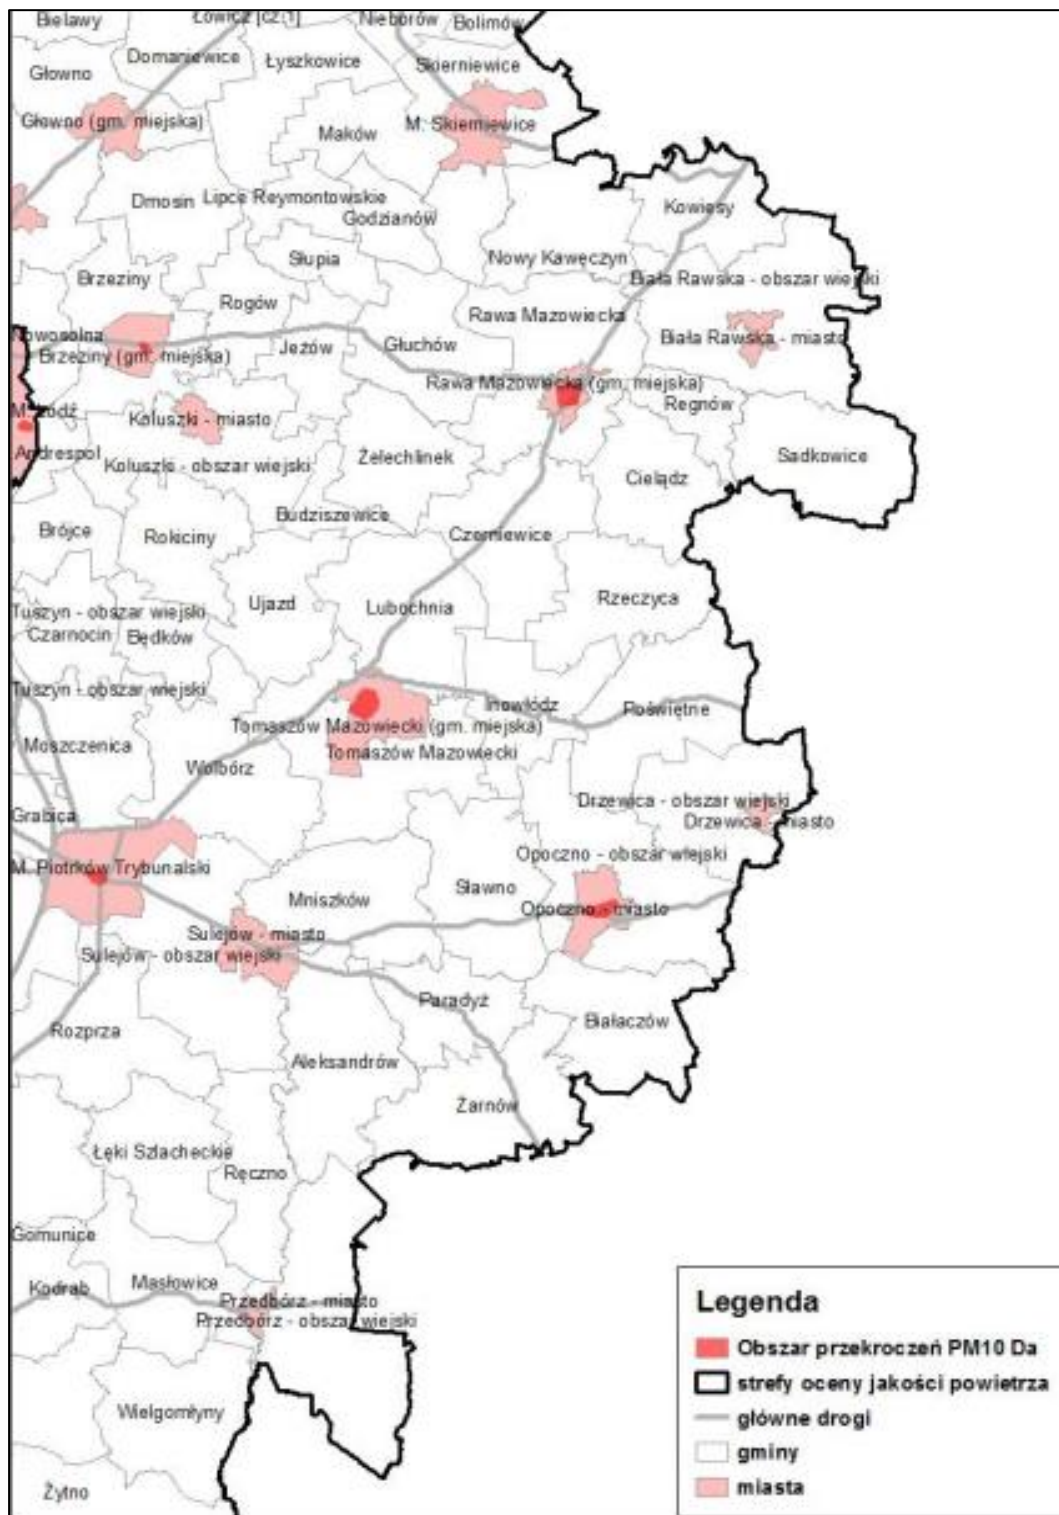 Bielawy
Łowicz [cz.1]
Nieborów
Bolimów
Głowno
Domaniewice
Łyszkowice
Skierniewice
Głowno (gm. miejska)
Maków
M. Skierniewice
Dmosin
Lipce Reymontowskie
Godzianów
Kowiesy
Słupia
Nowy Kawęczyn
Brzeziny
Biała Rawska - obszar wiejski
Rogów
Rawa Mazowiecka
Nowosolna
Jeżów
Głuchów
Biała Rawska - miasto
Brzeziny (gm. miejska)
Rawa Mazowiecka (gm. miejska)
Regnów
M. Łódź
Koluszki - miasto
Andrespol
Koluszki - obszar wiejski
Żelechlinek
Cielądz
Sadkowice
Budziszewice
Brójce
Rokiciny
Czerniewice
Ujazd
Lubochnia
Rzeczyca
Tuszyn - obszar wiejski
Czarnocin
Będków
Tuszyn - obszar wiejski
Inowłódz
Poświętne
Moszczenica
Tomaszów Mazowiecki (gm. miejska)
Tomaszów Mazowiecki
Wolbórz
Grabica
Drzewica - obszar wiejski
Drzewica - miasto
M. Piotrków Trybunalski
Opoczno - obszar wiejski
Mniszków
Sławno
Opoczno - miasto
Sulejów - miasto
Sulejów - obszar wiejski
Paradyż
Białaczów
Rozprza
Aleksandrów
Żarnów
Łęki Szlacheckie
Ręczno
Gomunice
Kodrąb
Masłowice
Przedbórz - miasto
Przedbórz - obszar wiejski
Wielgomłyny
Żytno
Legenda
Obszar przekroczeń PM10 Da
strefy oceny jakości powietrza
główne drogi
gminy
miasta